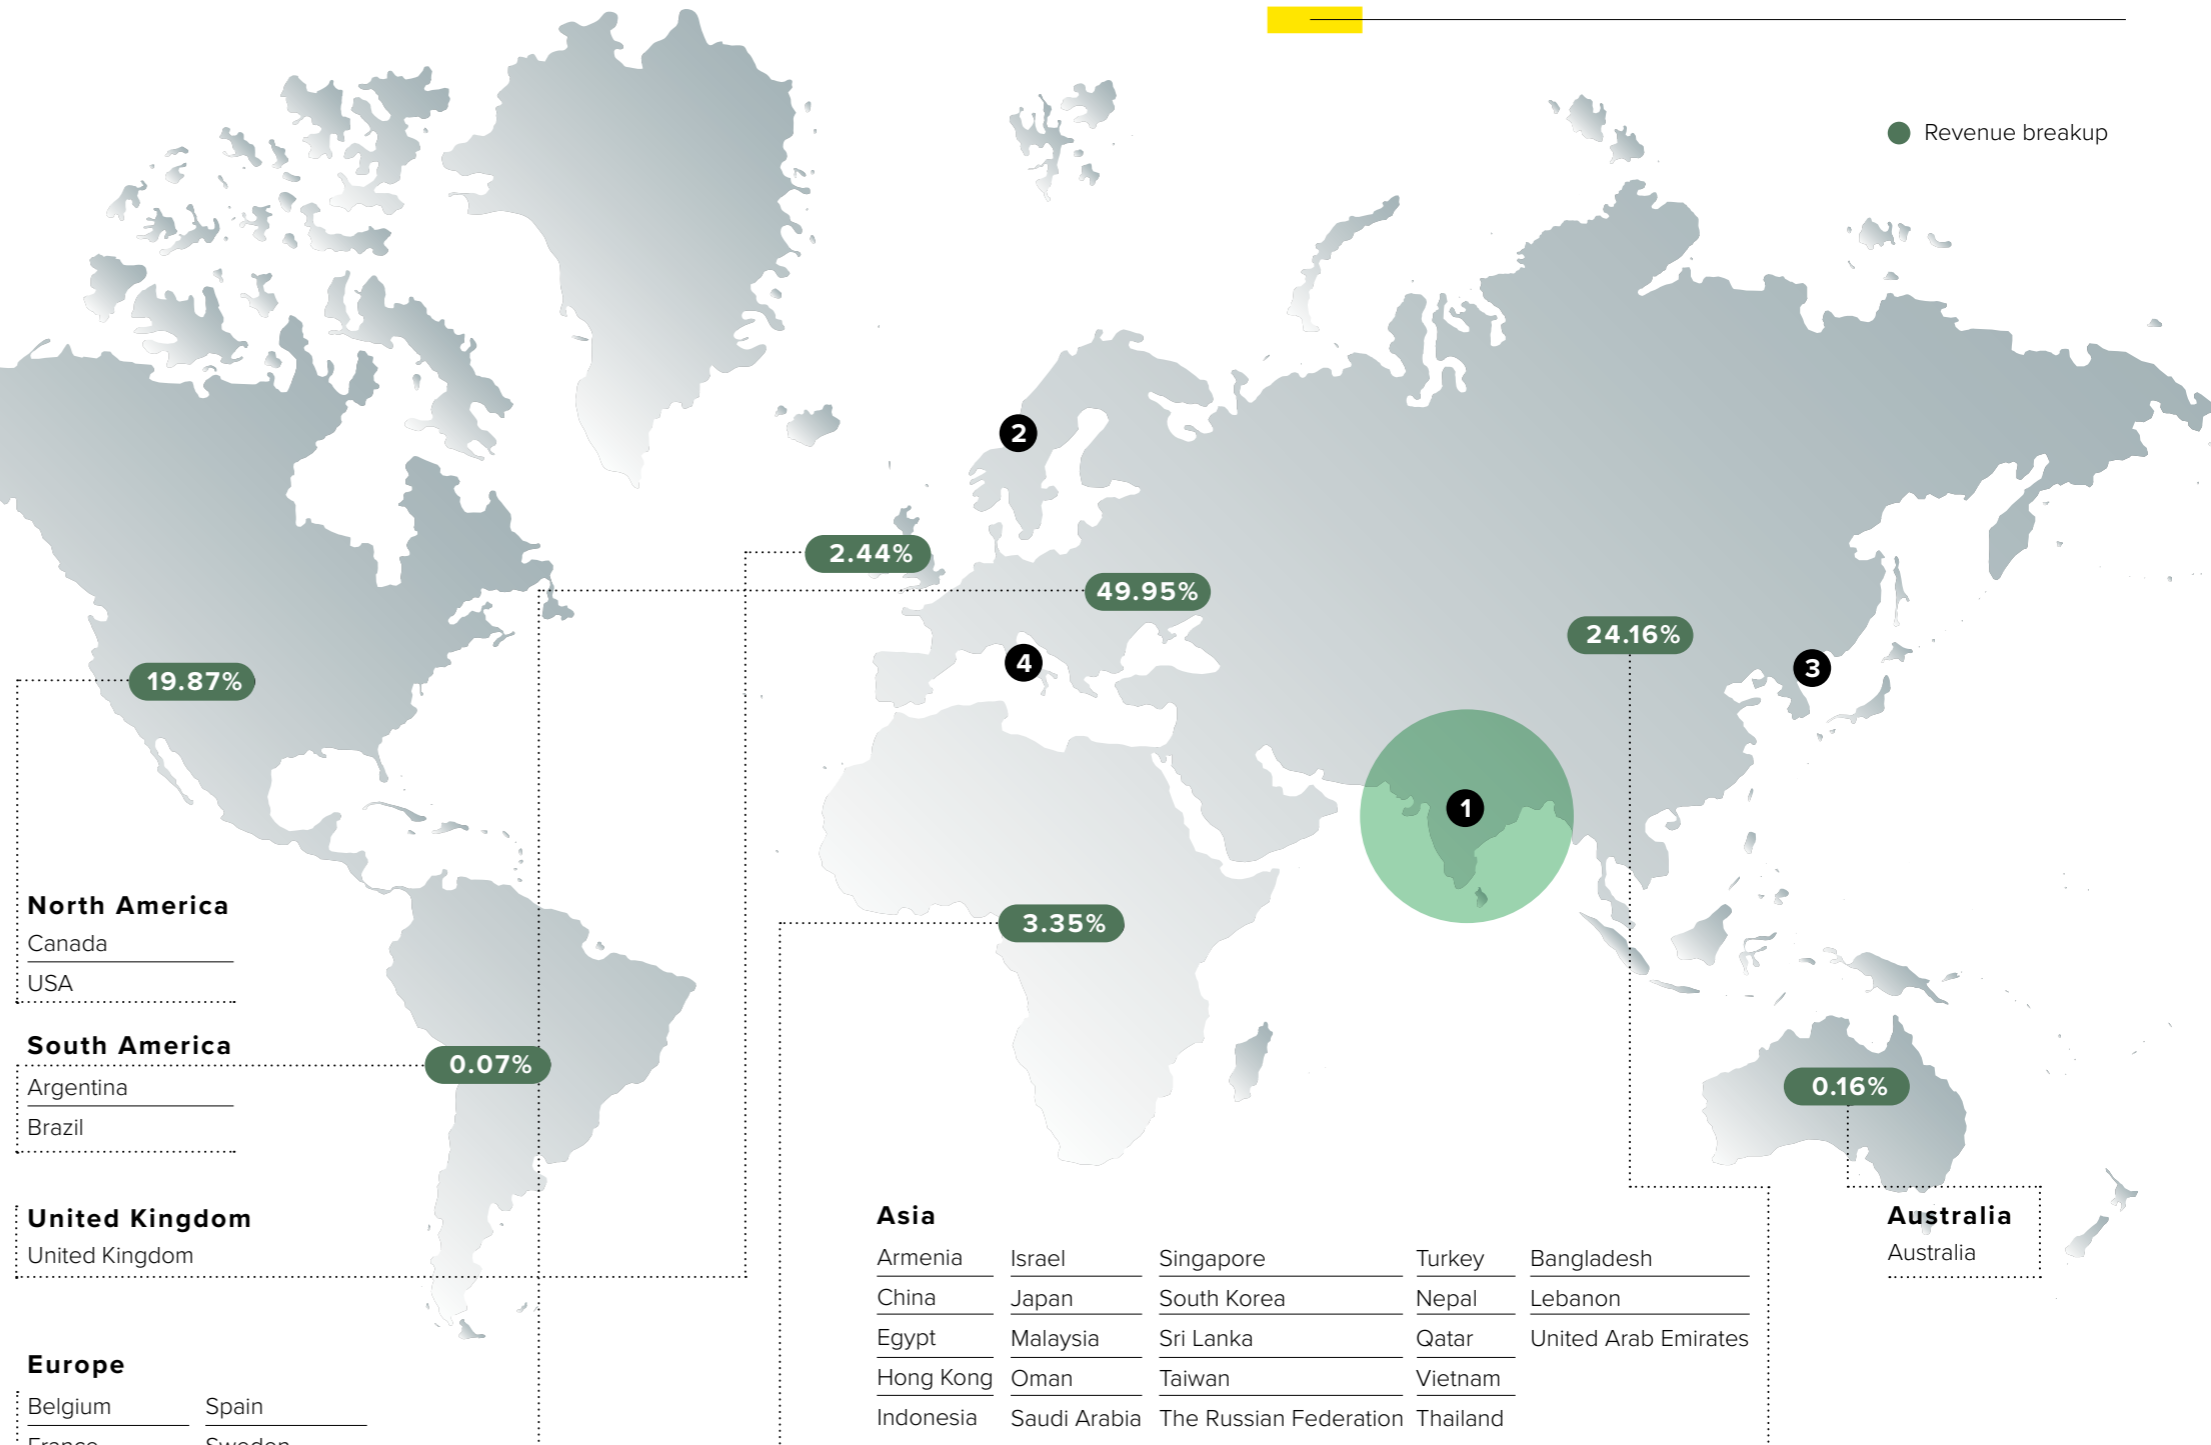 Revenue breakup
2
2.44%
49.95%
24.16%
4
3
19.87%
1
3.35%
North America
Canada
USA
South America
0.07%
Argentina
Brazil
0.16%
United Kingdom
United Kingdom
Asia
Armenia Israel Singapore Turkey Bangladesh
China Japan South Korea Nepal Lebanon
Egypt Malaysia Sri Lanka Qatar United Arab Emirates
Hong Kong Oman Taiwan Vietnam
Indonesia Saudi Arabia The Russian Federation Thailand
Australia
Australia
Europe
Belgium Spain
France Sweden